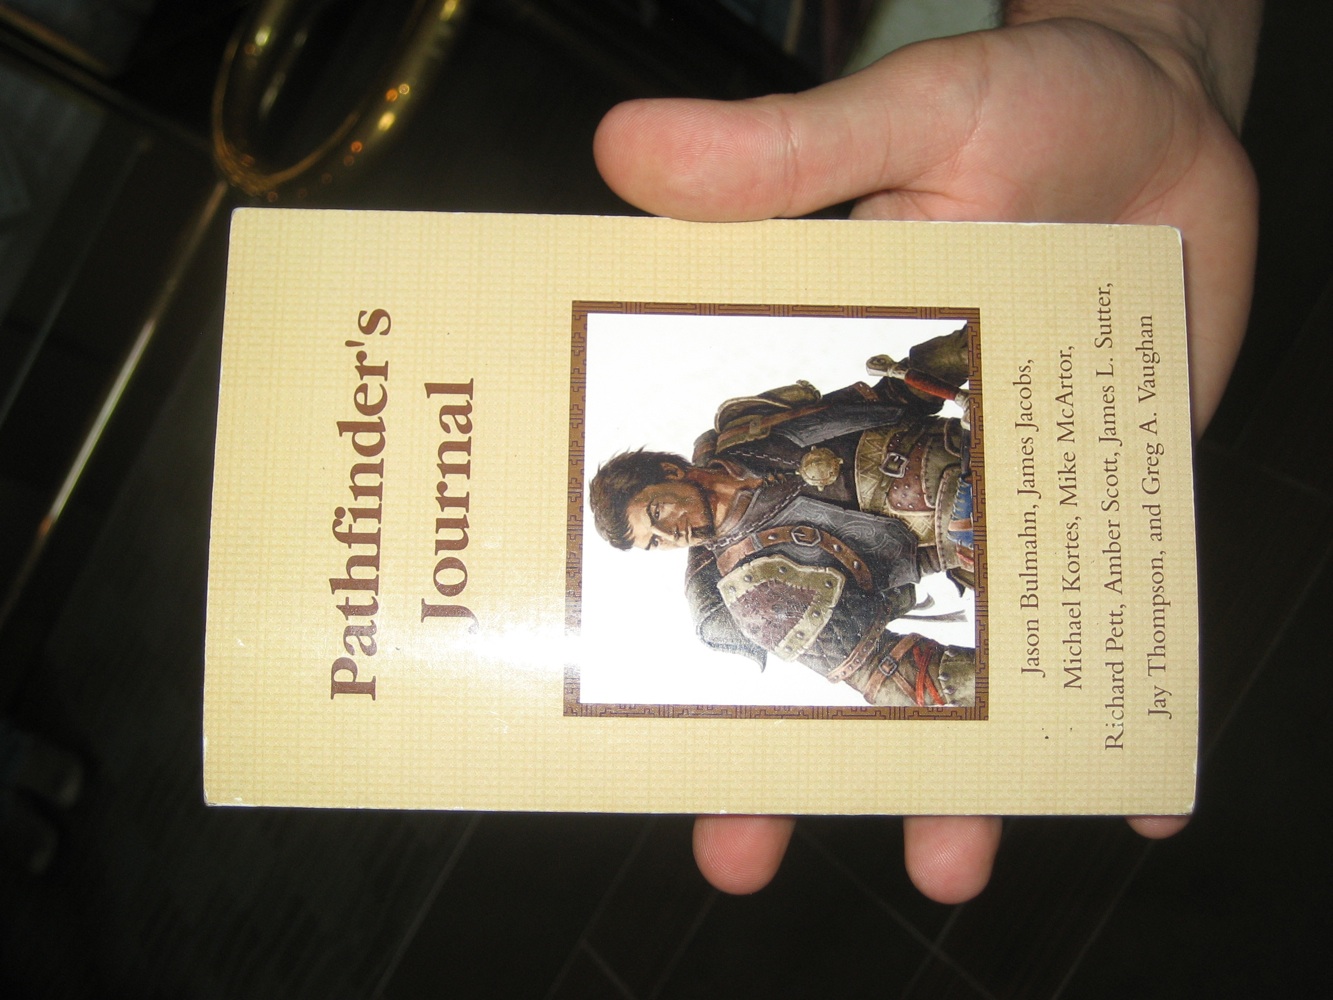 Pathfinder's
Journal
Jason Bulmahn, James Jacobs,
Michael Kortes, Mike McArtor,
Richard Pett, Amber Scott, James L. Sutter,
Jay Thompson, and Greg A. Vaughan